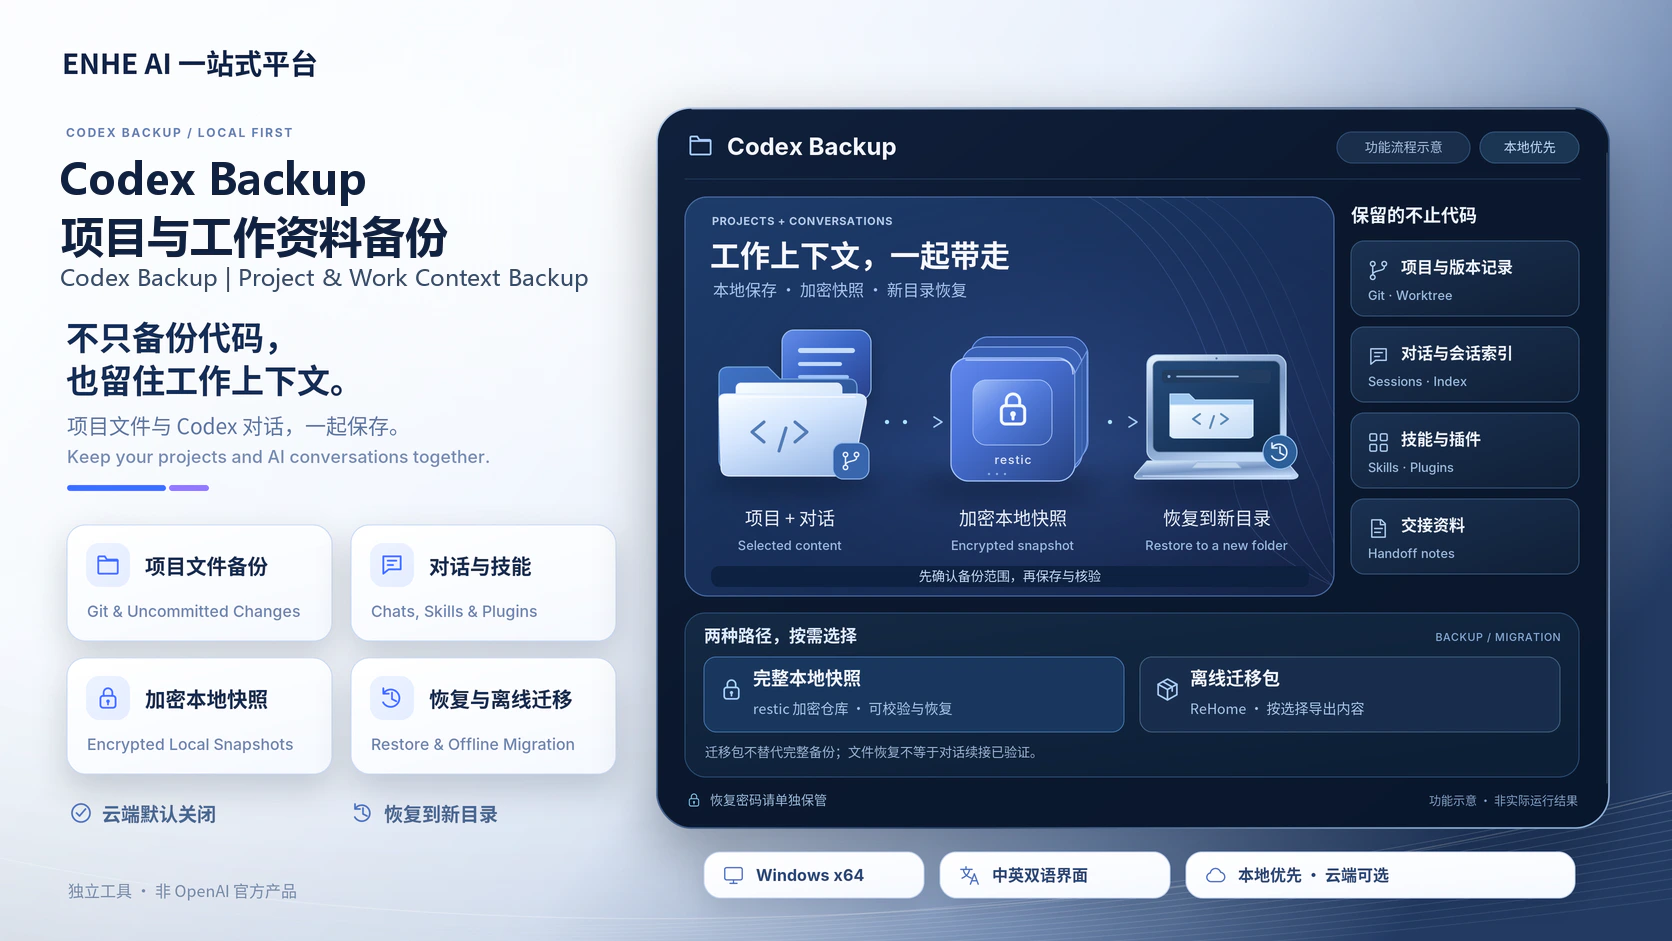 ENHE AI 一站式平台
CODEX BACKUP / LOCAL FIRST
Codex Backup
项目与工作资料备份
Codex Backup | Project & Work Context Backup
不只备份代码，
也留住工作上下文。
项目文件与 Codex 对话，一起保存。
Keep your projects and AI conversations together.
项目文件备份
Git & Uncommitted Changes
对话与技能
Chats, Skills & Plugins
加密本地快照
Encrypted Local Snapshots
恢复与离线迁移
Restore & Offline Migration
云端默认关闭
恢复到新目录
独立工具 · 非 OpenAI 官方产品
Codex Backup
功能流程示意
本地优先
PROJECTS + CONVERSATIONS
工作上下文，一起带走
本地保存 · 加密快照 · 新目录恢复
</>
restic
</>
项目 + 对话
Selected content
加密本地快照
Encrypted snapshot
恢复到新目录
Restore to a new folder
先确认备份范围，再保存与核验
保留的不止代码
项目与版本记录
Git · Worktree
对话与会话索引
Sessions · Index
技能与插件
Skills · Plugins
交接资料
Handoff notes
两种路径，按需选择
BACKUP / MIGRATION
完整本地快照
restic 加密仓库 · 可校验与恢复
离线迁移包
ReHome · 按选择导出内容
迁移包不替代完整备份；文件恢复不等于对话续接已验证。
恢复密码请单独保管
功能示意 · 非实际运行结果
Windows x64
中英双语界面
本地优先 · 云端可选